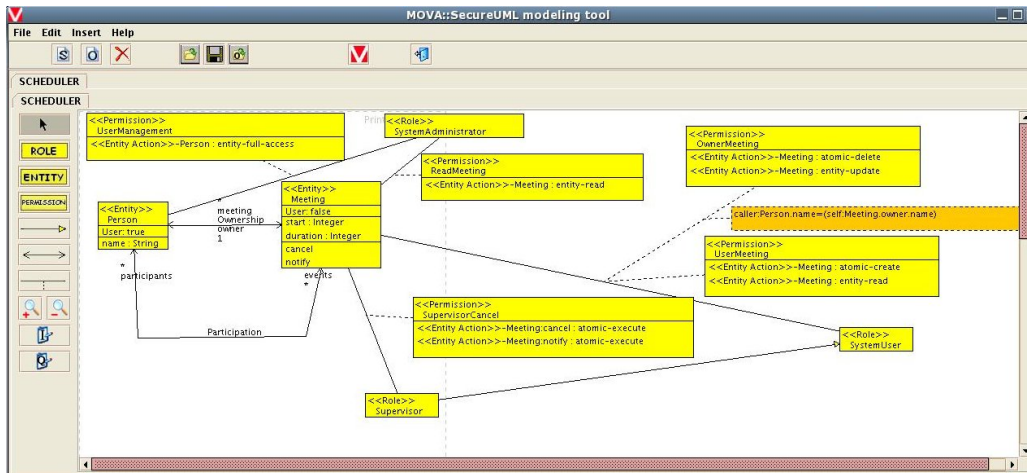 MOVA::SecureUML modeling tool
File Edit Insert Help
SCHEDULER
SCHEDULER
ROLE
ENTITY
PERMISSION
Print
<<Permission>>
UserManagement
<<Entity Action>>-Person : entity-full-access
<<Role>>
SystemAdministrator
<<Permission>>
ReadMeeting
<<Entity Action>>-Meeting : entity-read
<<Permission>>
OwnerMeeting
<<Entity Action>>-Meeting : atomic-delete
<<Entity Action>>-Meeting : entity-update
caller:Person.name=(self:Meeting.owner.name)
<<Entity>>
Person
User: true
name : String
*
meeting
Ownership
owner
1
<<Entity>>
Meeting
User: false
start : Integer
duration : Integer
cancel
notify
<<Permission>>
UserMeeting
<<Entity Action>>-Meeting : atomic-create
<<Entity Action>>-Meeting : entity-read
*
participants
events
*
Participation
<<Permission>>
SupervisorCancel
<<Entity Action>>-Meeting:cancel : atomic-execute
<<Entity Action>>-Meeting:notify : atomic-execute
<<Role>>
SystemUser
<<Role>>
Supervisor